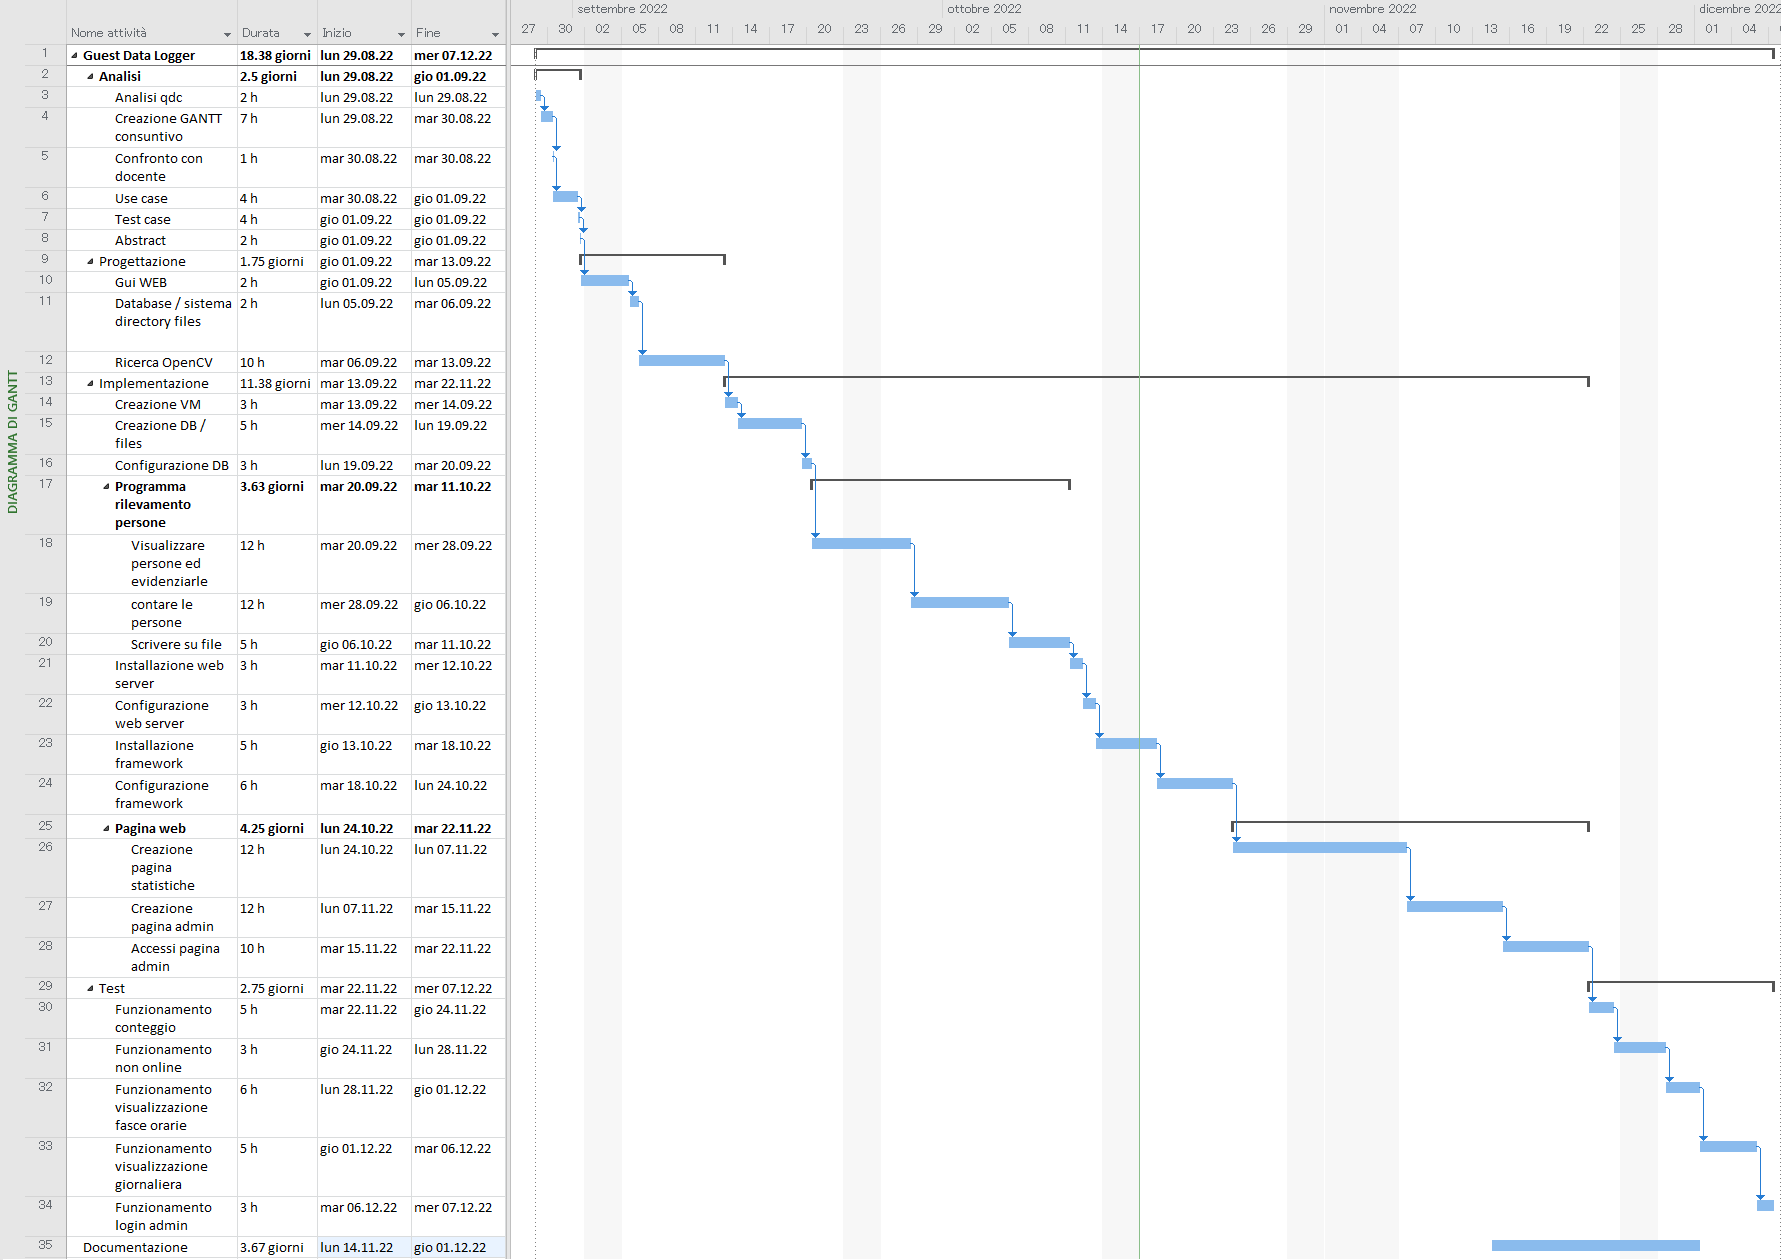 DIAGRAMMA DI GANTT
settembre 2022 ottobre 2022 novembre 2022 dicembre 2022
Nome attività Durata Inizio Fine 27 30 02 05 08 11 14 17 20 23 26 29 02 05 08 11 14 17 20 23 26 29 01 04 07 10 13 16 19 22 25 28 01 04
1 Guest Data Logger 18.38 giorni lun 29.08.22 mer 07.12.22
2 Analisi 2.5 giorni lun 29.08.22 gio 01.09.22
3 Analisi qdc 2 h lun 29.08.22 lun 29.08.22
4 Creazione GANTT 7 h lun 29.08.22 mar 30.08.22
consuntivo
5 Confronto con 1 h mar 30.08.22 mar 30.08.22
docente
6 Use case 4 h mar 30.08.22 gio 01.09.22
7 Test case 4 h gio 01.09.22 gio 01.09.22
8 Abstract 2 h gio 01.09.22 gio 01.09.22
9 Progettazione 1.75 giorni gio 01.09.22 mar 13.09.22
10 Gui WEB 2 h gio 01.09.22 lun 05.09.22
11 Database / sistema 2 h lun 05.09.22 mar 06.09.22
directory files
12 Ricerca OpenCV 10 h mar 06.09.22 mar 13.09.22
13 Implementazione 11.38 giorni mar 13.09.22 mar 22.11.22
14 Creazione VM 3 h mar 13.09.22 mer 14.09.22
15 Creazione DB / 5 h mer 14.09.22 lun 19.09.22
files
16 Configurazione DB 3 h lun 19.09.22 mar 20.09.22
17 Programma 3.63 giorni mar 20.09.22 mar 11.10.22
rilevamento
persone
18 Visualizzare 12 h mar 20.09.22 mer 28.09.22
persone ed
evidenziarle
19 contare le 12 h mer 28.09.22 gio 06.10.22
persone
20 Scrivere su file 5 h gio 06.10.22 mar 11.10.22
21 Installazione web 3 h mar 11.10.22 mer 12.10.22
server
22 Configurazione 3 h mer 12.10.22 gio 13.10.22
web server
23 Installazione 5 h gio 13.10.22 mar 18.10.22
framework
24 Configurazione 6 h mar 18.10.22 lun 24.10.22
framework
25 Pagina web 4.25 giorni lun 24.10.22 mar 22.11.22
26 Creazione 12 h lun 24.10.22 lun 07.11.22
pagina
statistiche
27 Creazione 12 h lun 07.11.22 mar 15.11.22
pagina admin
28 Accessi pagina 10 h mar 15.11.22 mar 22.11.22
admin
29 Test 2.75 giorni mar 22.11.22 mer 07.12.22
30 Funzionamento 5 h mar 22.11.22 gio 24.11.22
conteggio
31 Funzionamento 3 h gio 24.11.22 lun 28.11.22
non online
32 Funzionamento 6 h lun 28.11.22 gio 01.12.22
visualizzazione
fasce orarie
33 Funzionamento 5 h gio 01.12.22 mar 06.12.22
visualizzazione
giornaliera
34 Funzionamento 3 h mar 06.12.22 mer 07.12.22
login admin
35 Documentazione 3.67 giorni lun 14.11.22 gio 01.12.22